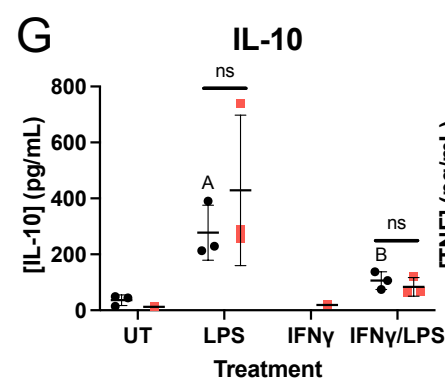 G
IL-10
ns
800
600
400
200
0
[IL-10] (pg/mL)
A
ns
B
UT LPS IFNγ IFNγ/LPS
Treatment